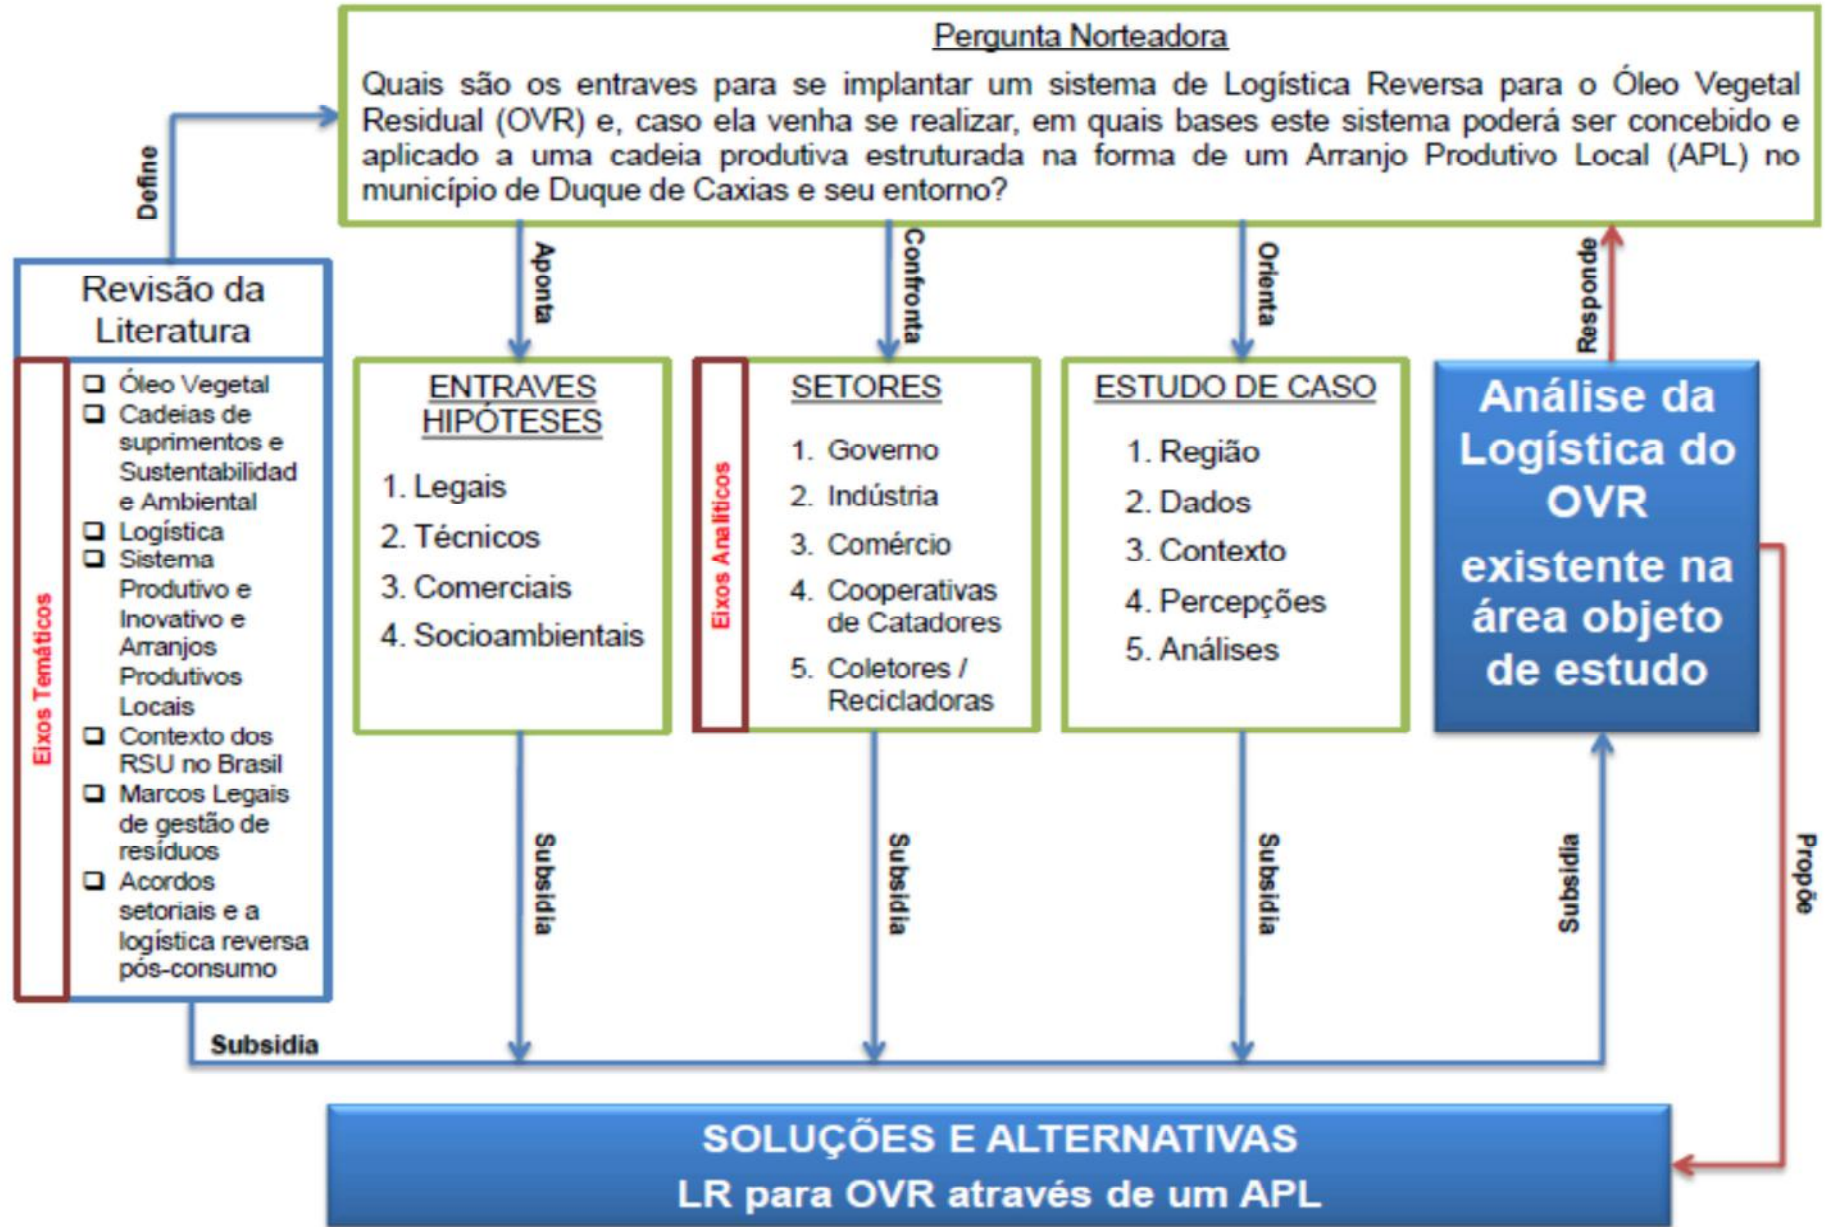 Pergunta Norteadora
Quais são os entraves para se implantar um sistema de Logística Reversa para o Óleo Vegetal
Residual (OVR) e, caso ela venha se realizar, em quais bases este sistema poderá ser concebido e
aplicado a uma cadeia produtiva estruturada na forma de um Arranjo Produtivo Local (APL) no
município de Duque de Caxias e seu entorno?
Define
Aponta
Confronta
Orienta
Responde
Revisão da
Literatura
Eixos Temáticos
Óleo Vegetal
Cadeias de
suprimentos e
Sustentabilidad
e Ambiental
Logística
Sistema
Produtivo e
Inovativo e
Arranjos
Produtivos
Locais
Contexto dos
RSU no Brasil
Marcos Legais
de gestão de
resíduos
Acordos
setoriais e a
logística reversa
pós-consumo
ENTRAVES
HIPÓTESES
1. Legais
2. Técnicos
3. Comerciais
4. Socioambientais
Eixos Analíticos
SETORES
1. Governo
2. Indústria
3. Comércio
4. Cooperativas
de Catadores
5. Coletores /
Recicladoras
ESTUDO DE CASO
1. Região
2. Dados
3. Contexto
4. Percepções
5. Análises
Análise da
Logística do
OVR
existente na
área objeto
de estudo
Subsidia
Subsidia
Subsidia
Subsidia
Subsidia
Propõe
SOLUÇÕES E ALTERNATIVAS
LR para OVR através de um APL